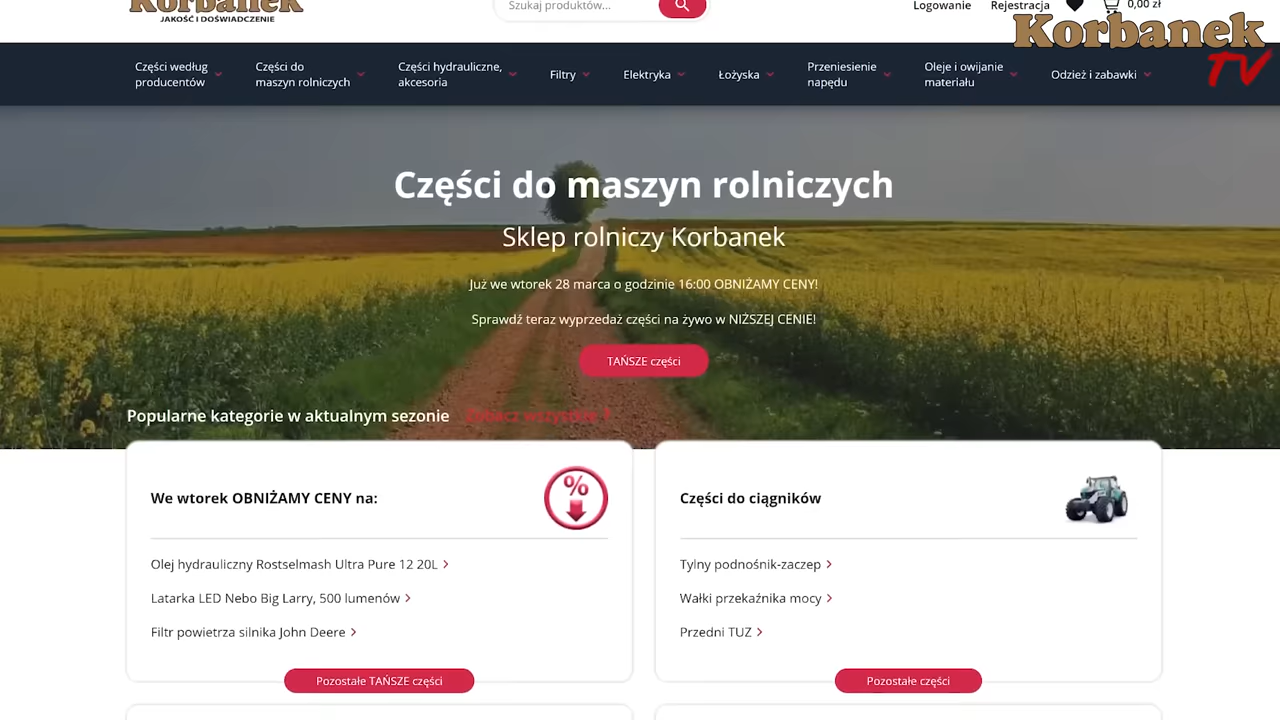 Korbanek
JAKOŚĆ I DOŚWIADCZENIE
Szukaj produktów...
Logowanie
Rejestracja
0,00 zł
Korbanek
TV
Części według
producentów
Części do
maszyn rolniczych
Części hydrauliczne,
akcesoria
Filtry
Elektryka
Łożyska
Przeniesienie
napędu
Oleje i owijanie
materiału
Odzież i zabawki
Części do maszyn rolniczych
Sklep rolniczy Korbanek
Już we wtorek 28 marca o godzinie 16:00 OBNIŻAMY CENY!
Sprawdź teraz wyprzedaż części na żywo w NIŻSZEJ CENIE!
TAŃSZE części
Popularne kategorie w aktualnym sezonie Zobacz wszystkie
We wtorek OBNIŻAMY CENY na:
%
Olej hydrauliczny Rostselmash Ultra Pure 12 20L
Latarka LED Nebo Big Larry, 500 lumenów
Filtr powietrza silnika John Deere
Pozostałe TAŃSZE części
Części do ciągników
Tylny podnośnik-zaczep
Wałki przekaźnika mocy
Przedni TUZ
Pozostałe części